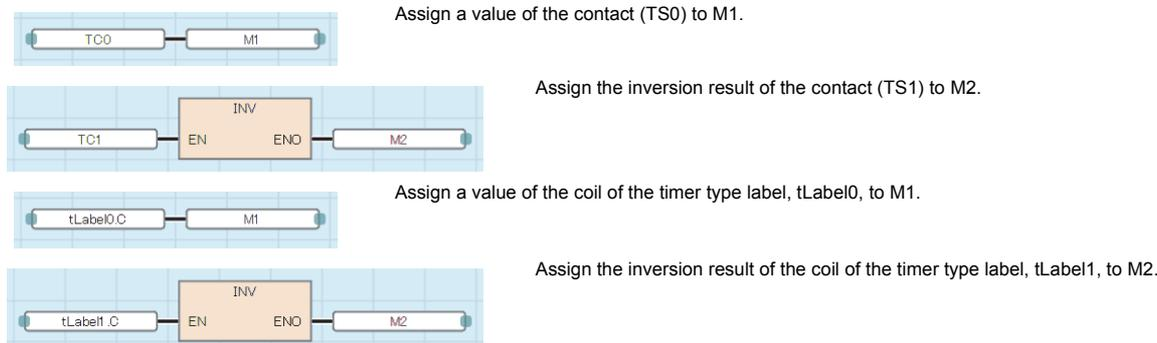 Assign a value of the contact (TS0) to M1.
TC0 M1
Assign the inversion result of the contact (TS1) to M2.
INV
TC1 EN ENO M2
Assign a value of the coil of the timer type label, tLabel0, to M1.
tLabel0.C M1
Assign the inversion result of the coil of the timer type label, tLabel1, to M2.
INV
tLabel1.C EN ENO M2